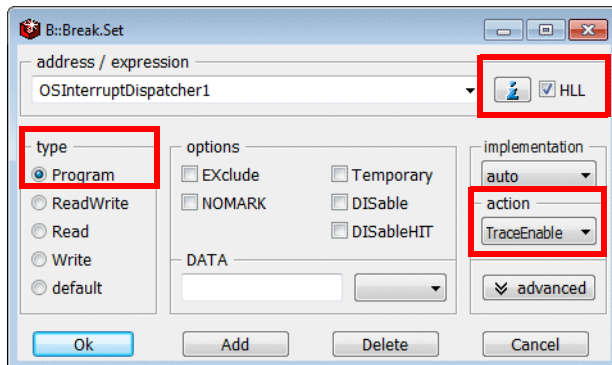 B::Break.Set
address / expression
OSInterruptDispatcher1
i HLL
type
Program
ReadWrite
Read
Write
default
options
EXclude
NOMARK
Temporary
DISable
DISableHIT
DATA
implementation
auto
action
TraceEnable
advanced
Ok Add Delete Cancel